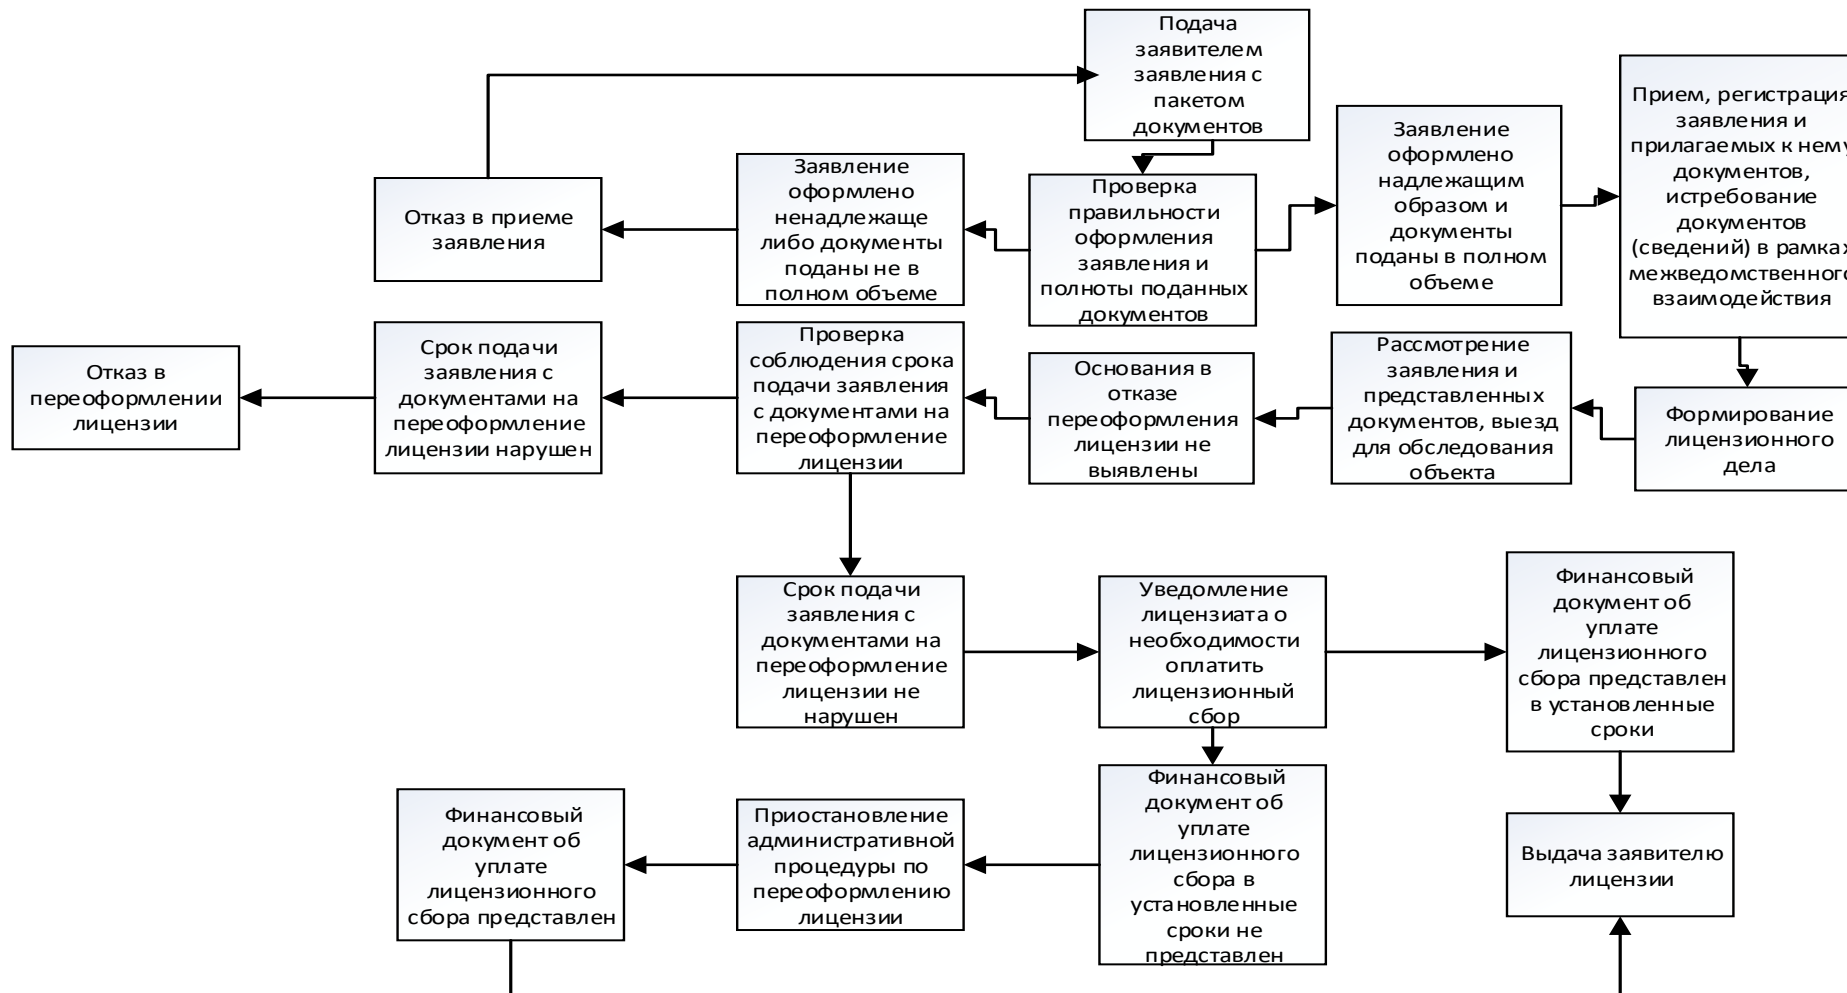 Подача
заявителем
заявления с
пакетом
документов
Отказ в приеме
заявления
Заявление
оформлено
ненадлежаще
либо документы
поданы не в
полном объеме
Проверка
правильности
оформления
заявления и
полноты поданных
документов
Заявление
оформлено
надлежащим
образом и
документы
поданы в полном
объеме
Прием, регистрация
заявления и
прилагаемых к нему
документов,
истребование
документов
(сведений) в рамках
межведомственного
взаимодействия
Отказ в
переоформлении
лицензии
Срок подачи
заявления с
документами на
переоформление
лицензии нарушен
Проверка
соблюдения срока
подачи заявления
с документами на
переоформление
лицензии
Основания в
отказе
переоформления
лицензии не
выявлены
Рассмотрение
заявления и
представленных
документов, выезд
для обследования
объекта
Формирование
лицензионного
дела
Срок подачи
заявления с
документами на
переоформление
лицензии не
нарушен
Уведомление
лицензиата о
необходимости
оплатить
лицензионный
сбор
Финансовый
документ об
уплате
лицензионного
сбора представлен
в установленные
сроки
Финансовый
документ об
уплате
лицензионного
сбора представлен
Приостановление
административной
процедуры по
переоформлению
лицензии
Финансовый
документ об
уплате
лицензионного
сбора в
установленные
сроки не
представлен
Выдача заявителю
лицензии